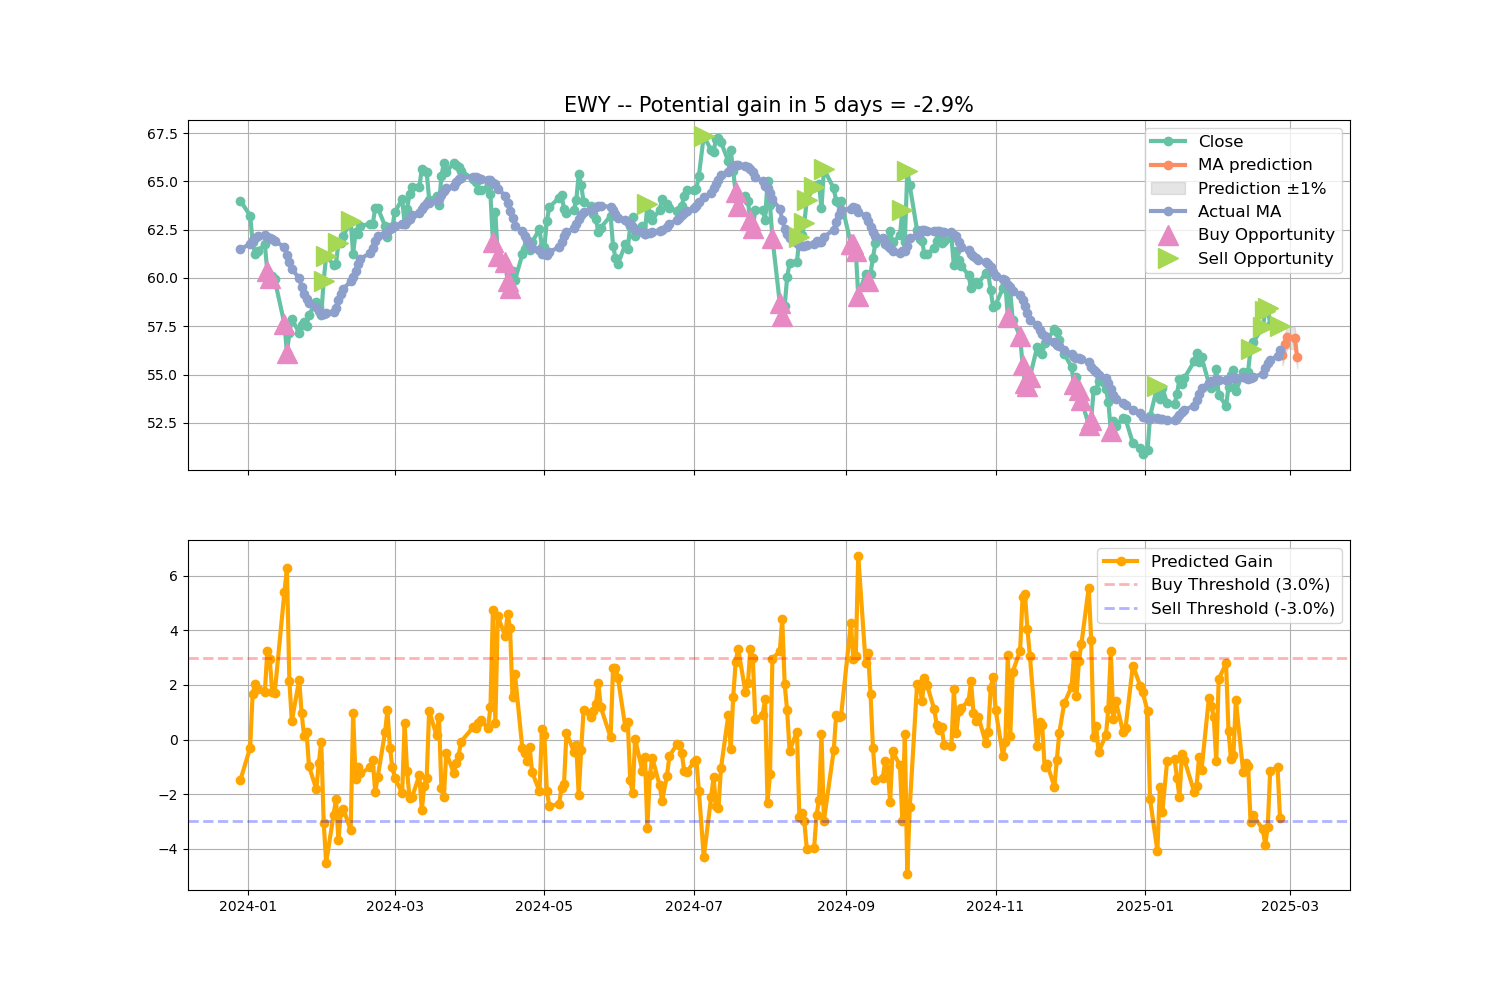 EWY -- Potential gain in 5 days = -2.9%
67.5
65.0
62.5
60.0
57.5
55.0
52.5
Close
MA prediction
Prediction ±1%
Actual MA
Buy Opportunity
Sell Opportunity
6
4
2
0
−2
−4
Predicted Gain
Buy Threshold (3.0%)
Sell Threshold (-3.0%)
2024-01
2024-03
2024-05
2024-07
2024-09
2024-11
2025-01
2025-03